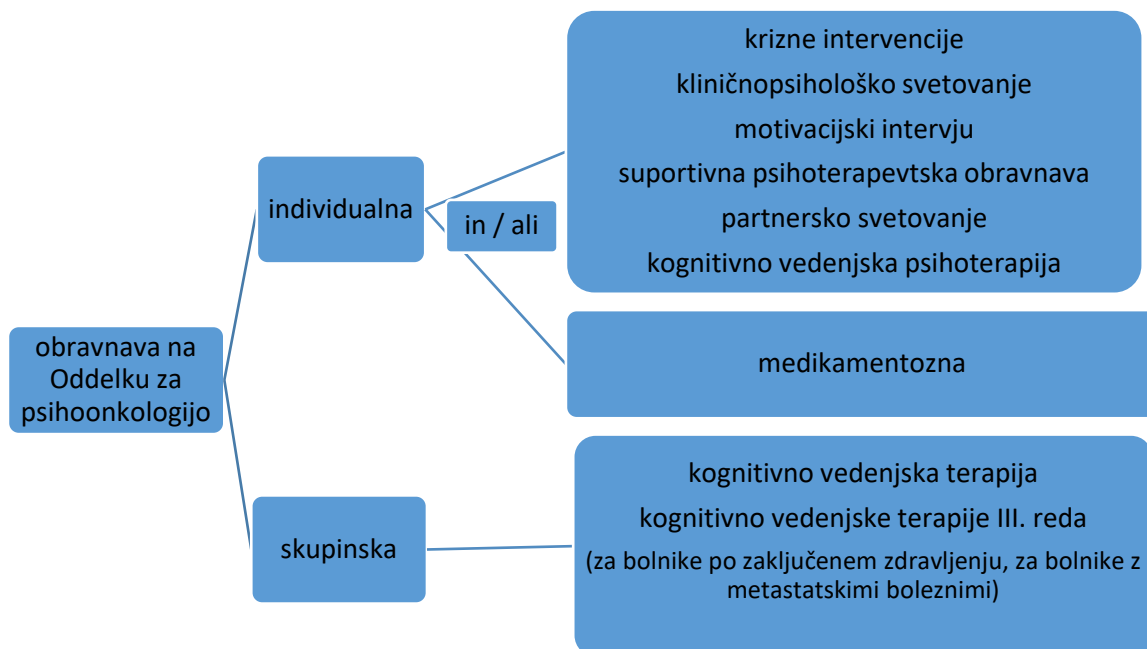 obravnava na
Oddelku za
psihoonkologijo
individualna
in / ali
krizne intervencije
kliničnopsihološko svetovanje
motivacijski intervju
suportivna psihoterapevtska obravnava
partnersko svetovanje
kognitivno vedenjska psihoterapija
medikamentozna
skupinska
kognitivno vedenjska terapija
kognitivno vedenjske terapije III. reda
(za bolnike po zaključenem zdravljenju, za bolnike z
metastatskimi boleznimi)